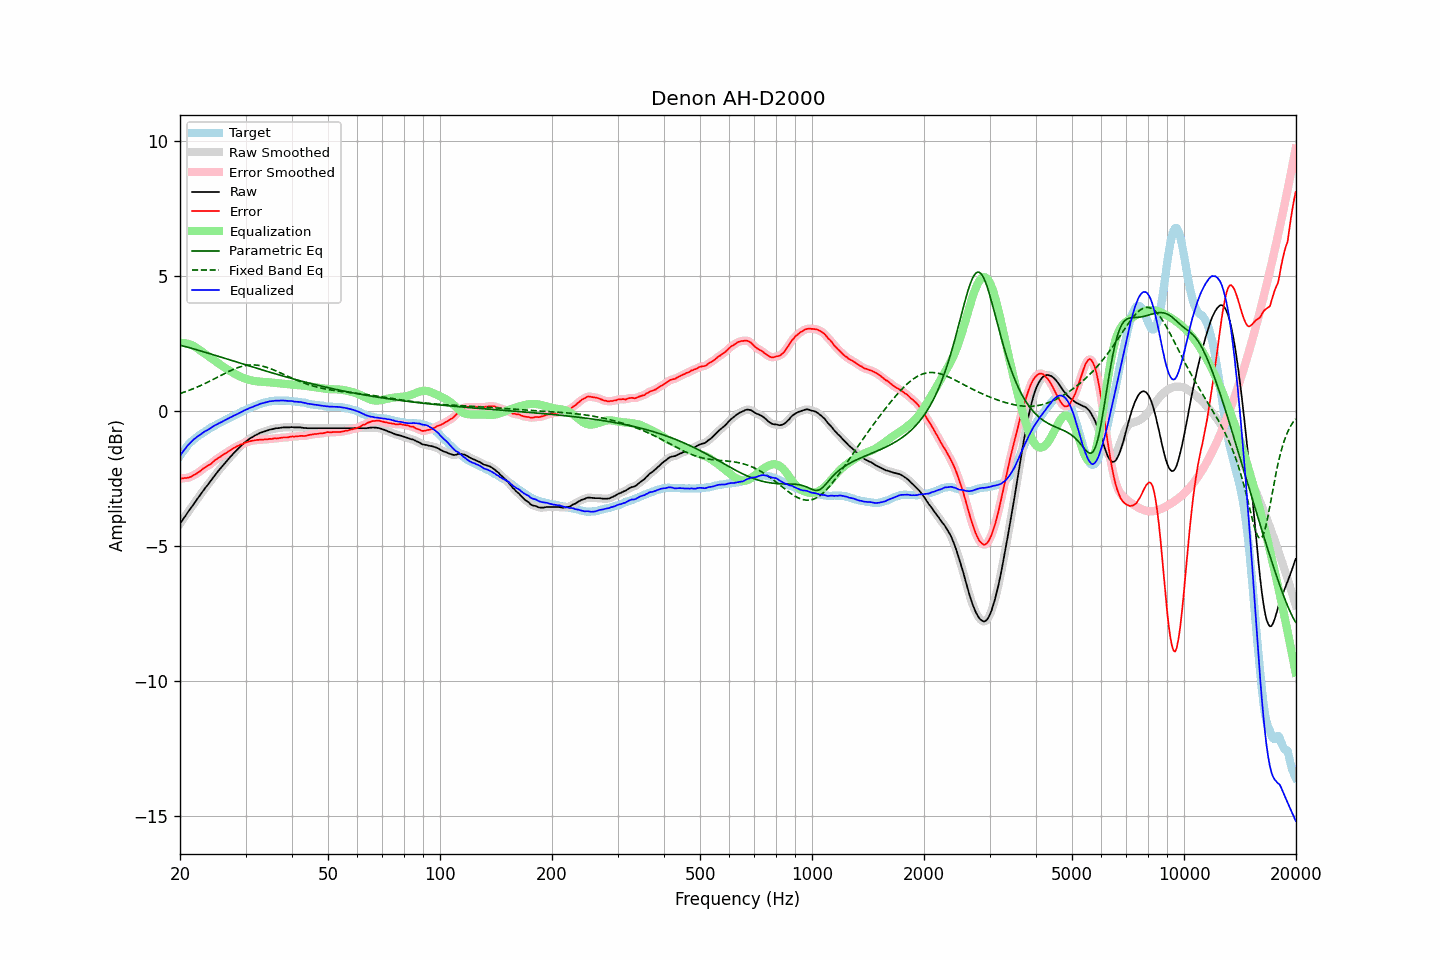 Denon AH-D2000
Target
Raw Smoothed
Error Smoothed
Raw
Error
Equalization
Parametric Eq
Fixed Band Eq
Equalized
Amplitude (dBr)
10
5
0
−5
−10
−15
20 50 100 200 500 1000 2000 5000 10000 20000
Frequency (Hz)